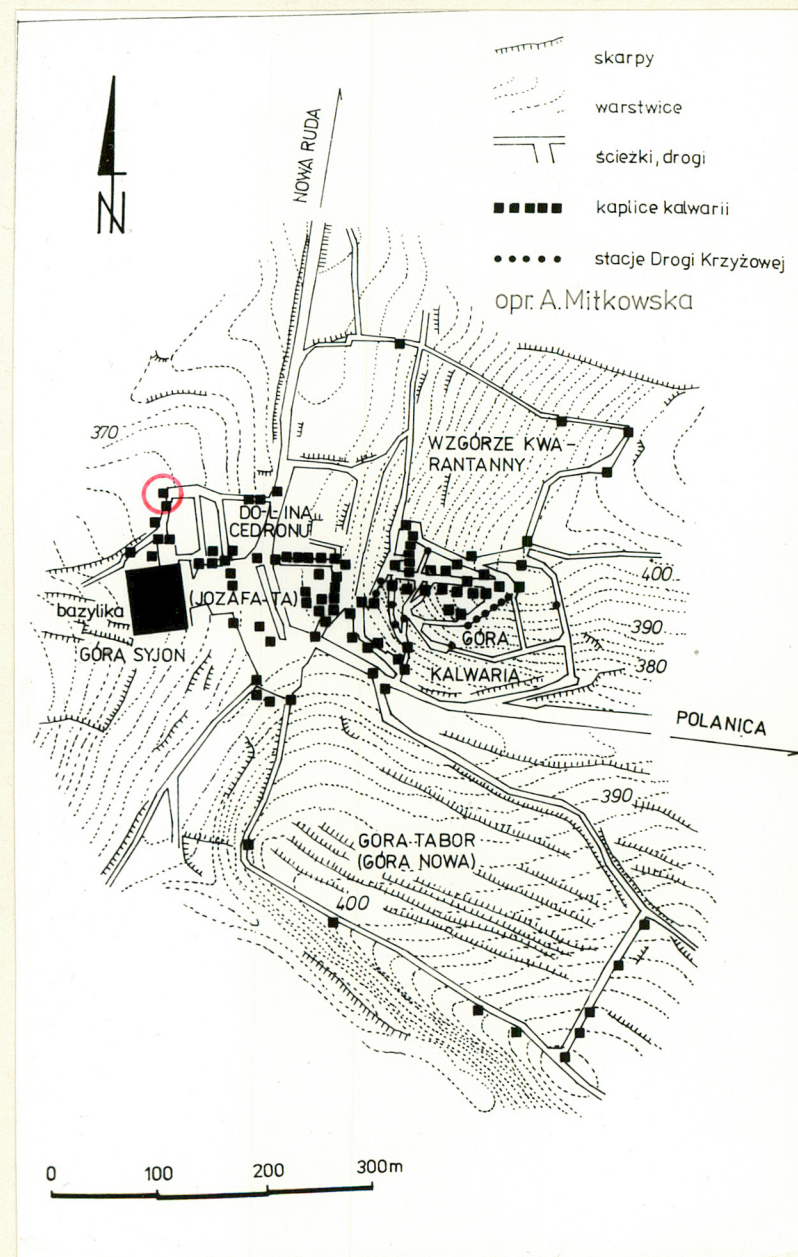 skarpy
warstwice
ścieżki, drogi
kaplice kalwarii
stacje Drogi Krzyżowej
opr. A. Mitkowska
N
NOWA RUDA
370
WZGÓRZE KWA-
RANTANNY
DO-L-INA
CEDRONU
(JOZAFA-TA)
bazylika
GÓRA SYJON
GÓRA
KALWARIA
400
390
380
POLANICA
390
GÓRA-TABOR
(GÓRA NOWA)
400
0 100 200 300m